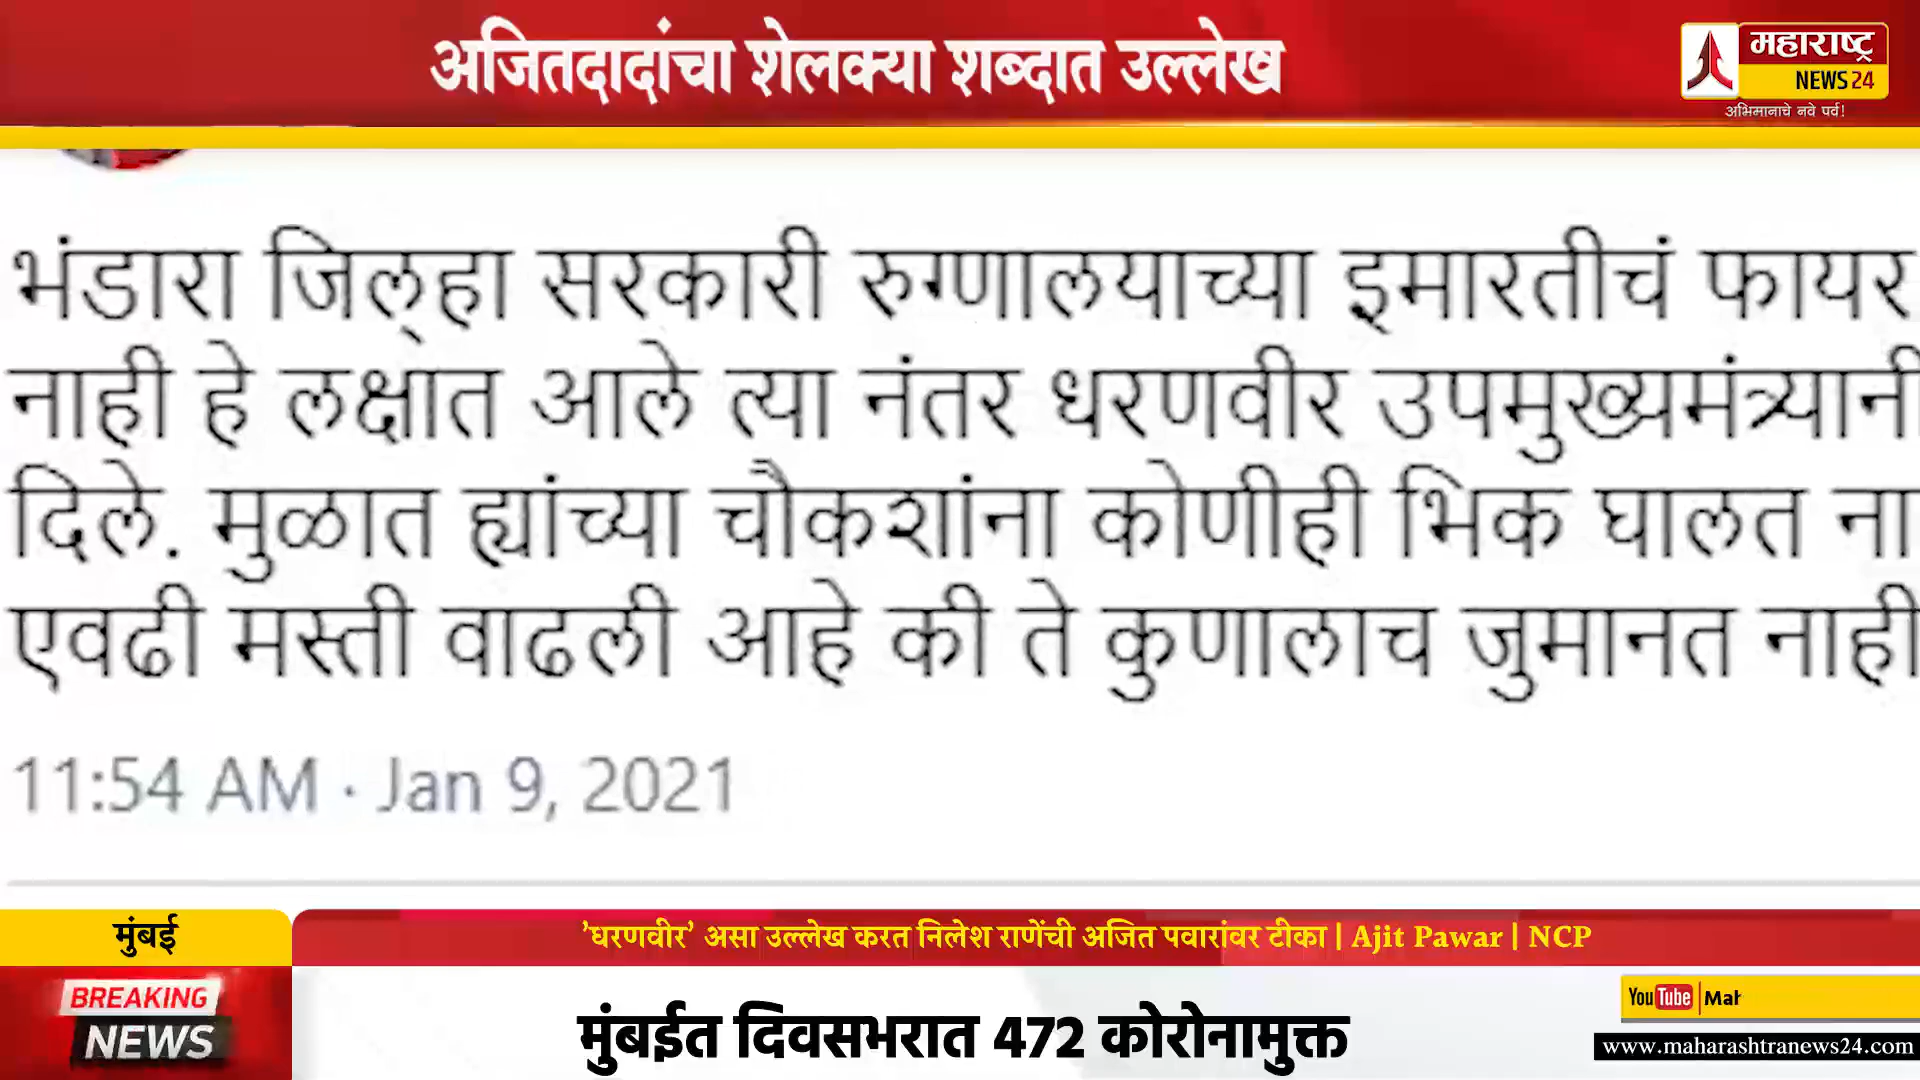 अजितदादांचा शेलक्या शब्दात उल्लेख
महाराष्ट्र
NEWS 24
अभिमानाचे नवे पर्व!
भंडारा जिल्हा सरकारी रुग्णालयाच्या इमारतीचं फायर
नाही हे लक्षात आले त्या नंतर धरणवीर उपमुख्यमंत्र्यानी
दिले. मुळात ह्यांच्या चौकशांना कोणीही भिक घालत ना
एवढी मस्ती वाढली आहे की ते कुणालाच जुमानत नाही
11:54 AM · Jan 9, 2021
मुंबई
'धरणवीर' असा उल्लेख करत निलेश राणेंची अजित पवारांवर टीका | Ajit Pawar | NCP
BREAKING
NEWS
मुंबईत दिवसभरात 472 कोरोनामुक्त
YouTube | Mah
www.maharashtranews24.com